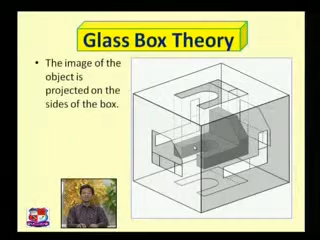 Glass Box Theory
• The image of the
object is
projected on the
sides of the box.